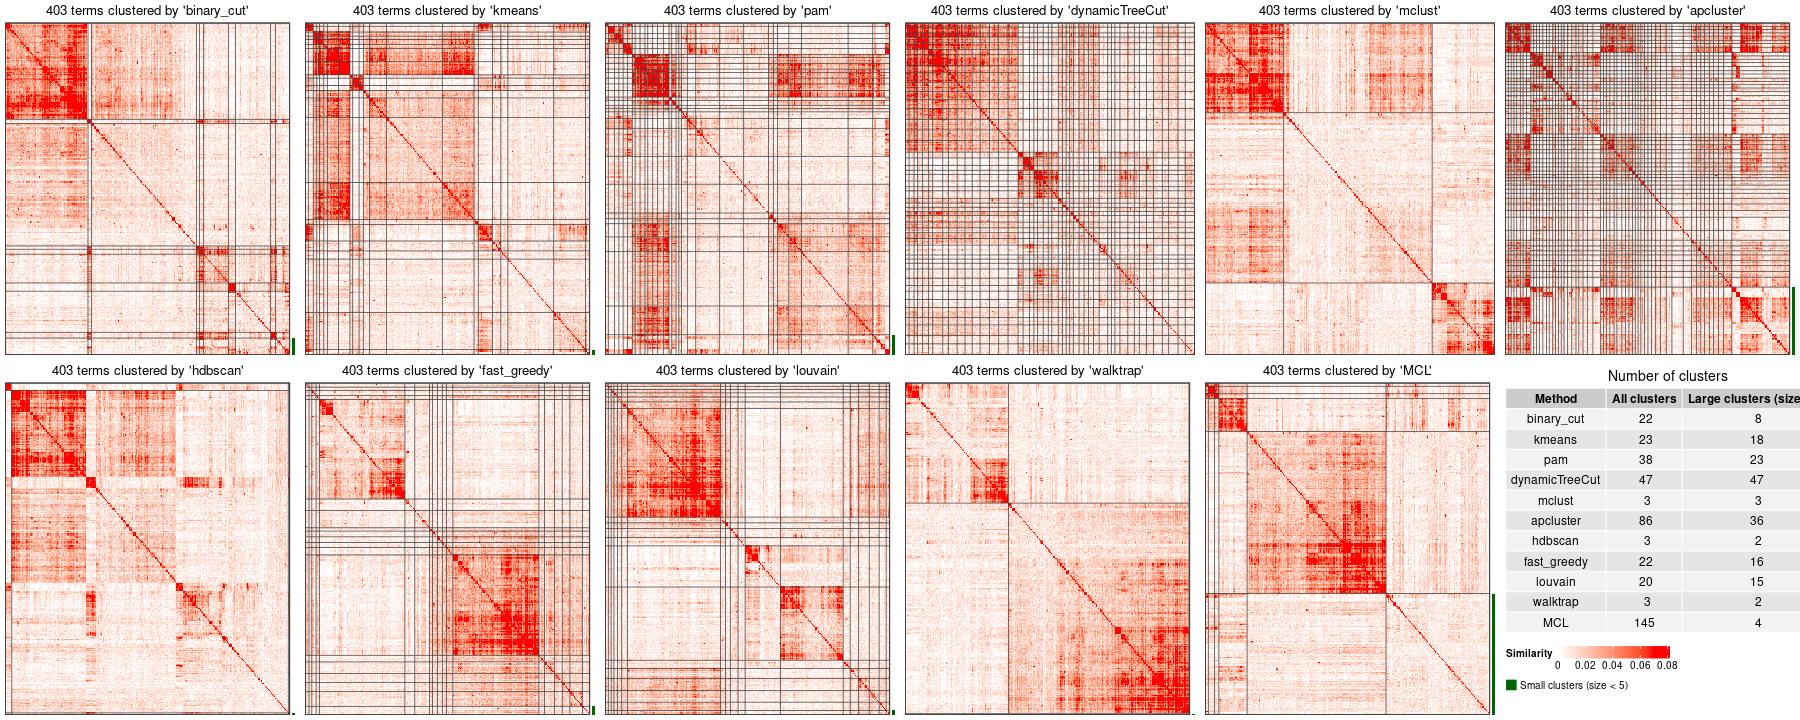 403 terms clustered by 'binary_cut'
403 terms clustered by 'kmeans'
403 terms clustered by 'pam'
403 terms clustered by 'dynamicTreeCut'
403 terms clustered by 'mclust'
403 terms clustered by 'apcluster'
403 terms clustered by 'hdbscan'
403 terms clustered by 'fast_greedy'
403 terms clustered by 'louvain'
403 terms clustered by 'walktrap'
403 terms clustered by 'MCL'
Number of clusters
Method All clusters Large clusters (size
binary_cut 22 8
kmeans 23 18
pam 38 23
dynamicTreeCut 47 47
mclust 3 3
apcluster 86 36
hdbscan 3 2
fast_greedy 22 16
louvain 20 15
walktrap 3 2
MCL 145 4
Similarity
0 0.02 0.04 0.06 0.08
Small clusters (size < 5)